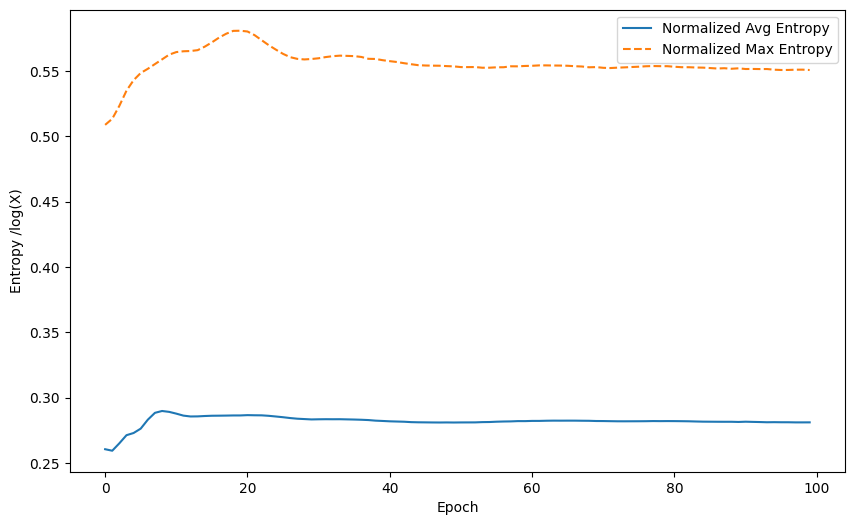 Normalized Avg Entropy
Normalized Max Entropy
0.55
0.50
0.45
0.40
0.35
0.30
0.25
Entropy /log(X)
0 20 40 60 80 100
Epoch